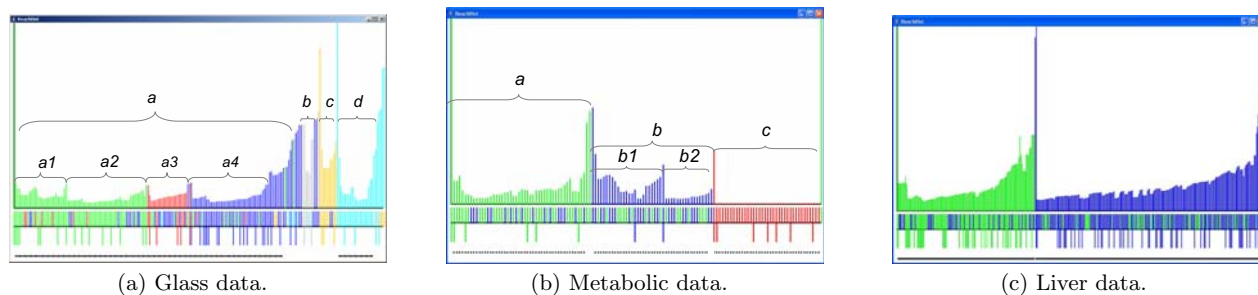 a
a1 a2 a3 a4
b c d
(a) Glass data.
a
b
b1 b2
c
(b) Metabolic data.
(c) Liver data.